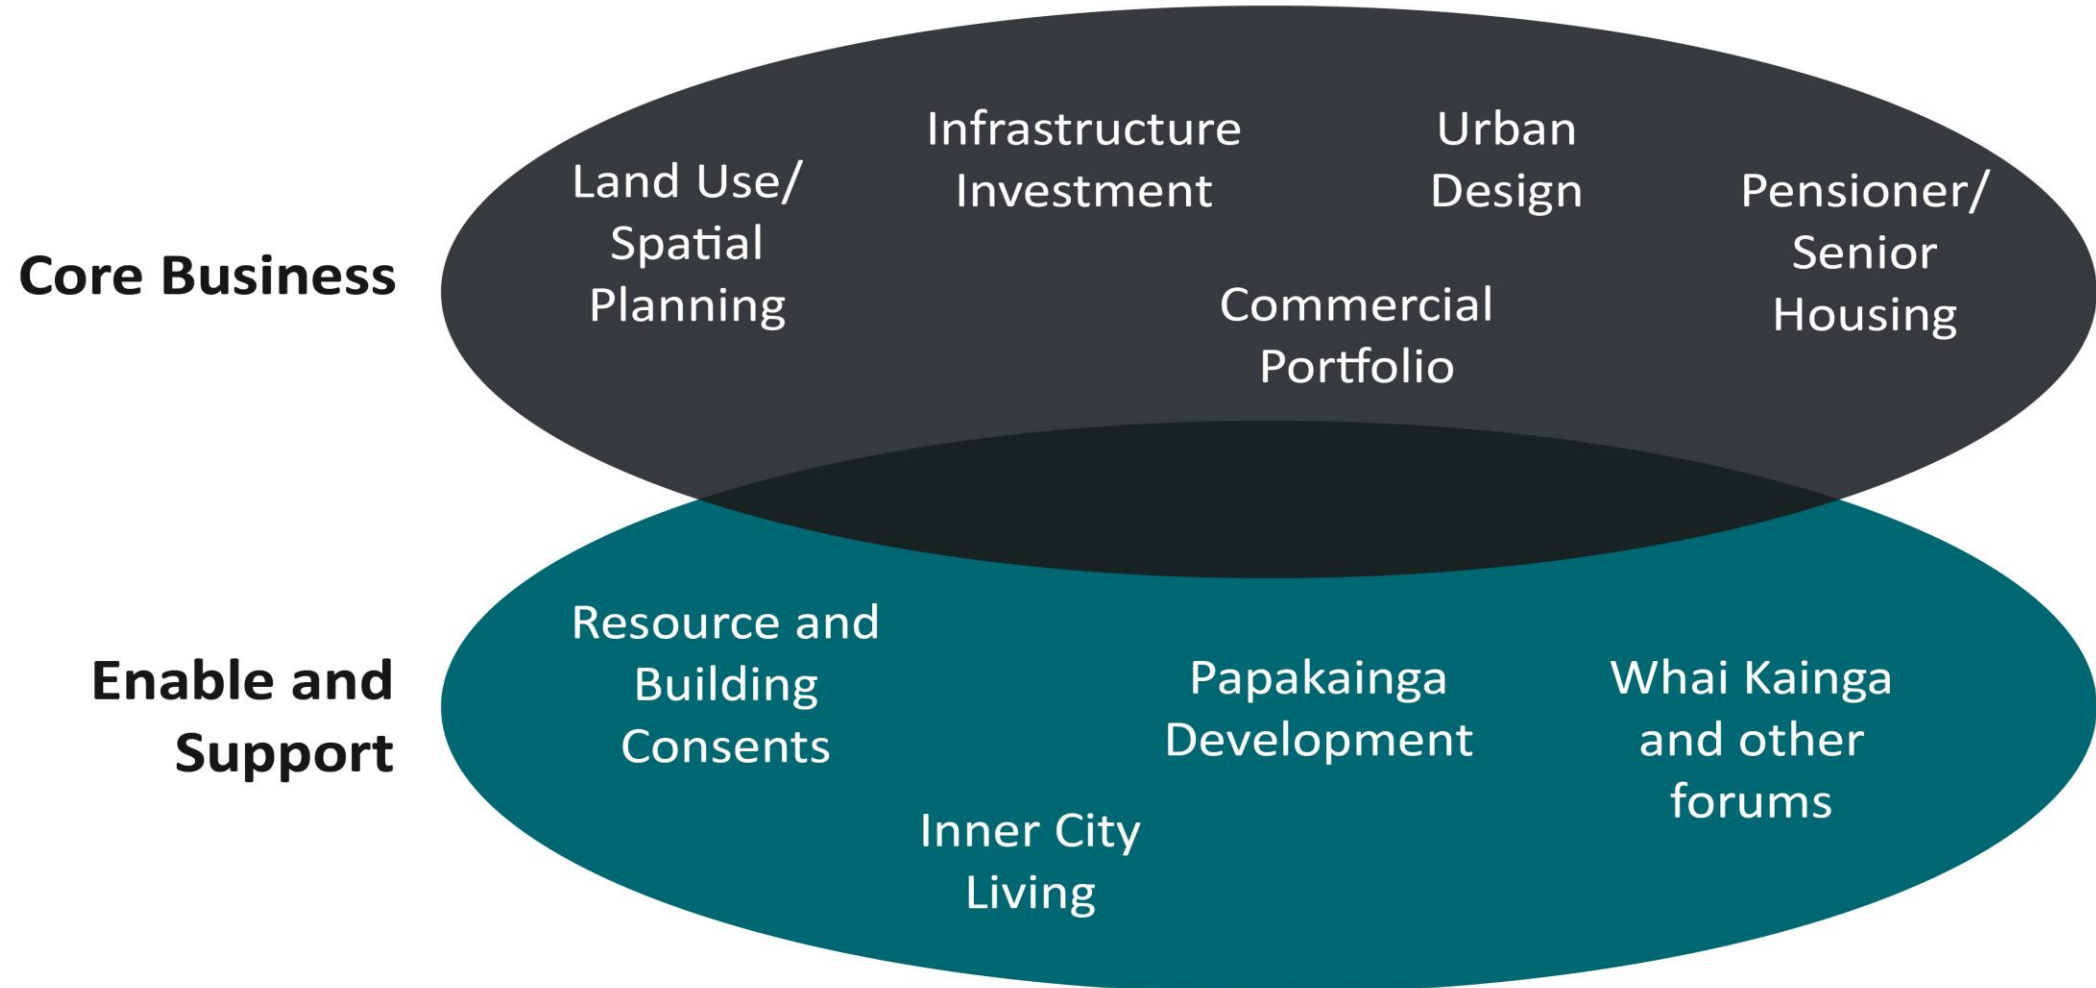 Core Business
Land Use/
Spatial
Planning
Infrastructure
Investment
Urban
Design
Commercial
Portfolio
Pensioner/
Senior
Housing
Enable and
Support
Resource and
Building
Consents
Inner City
Living
Papakainga
Development
Whai Kainga
and other
forums